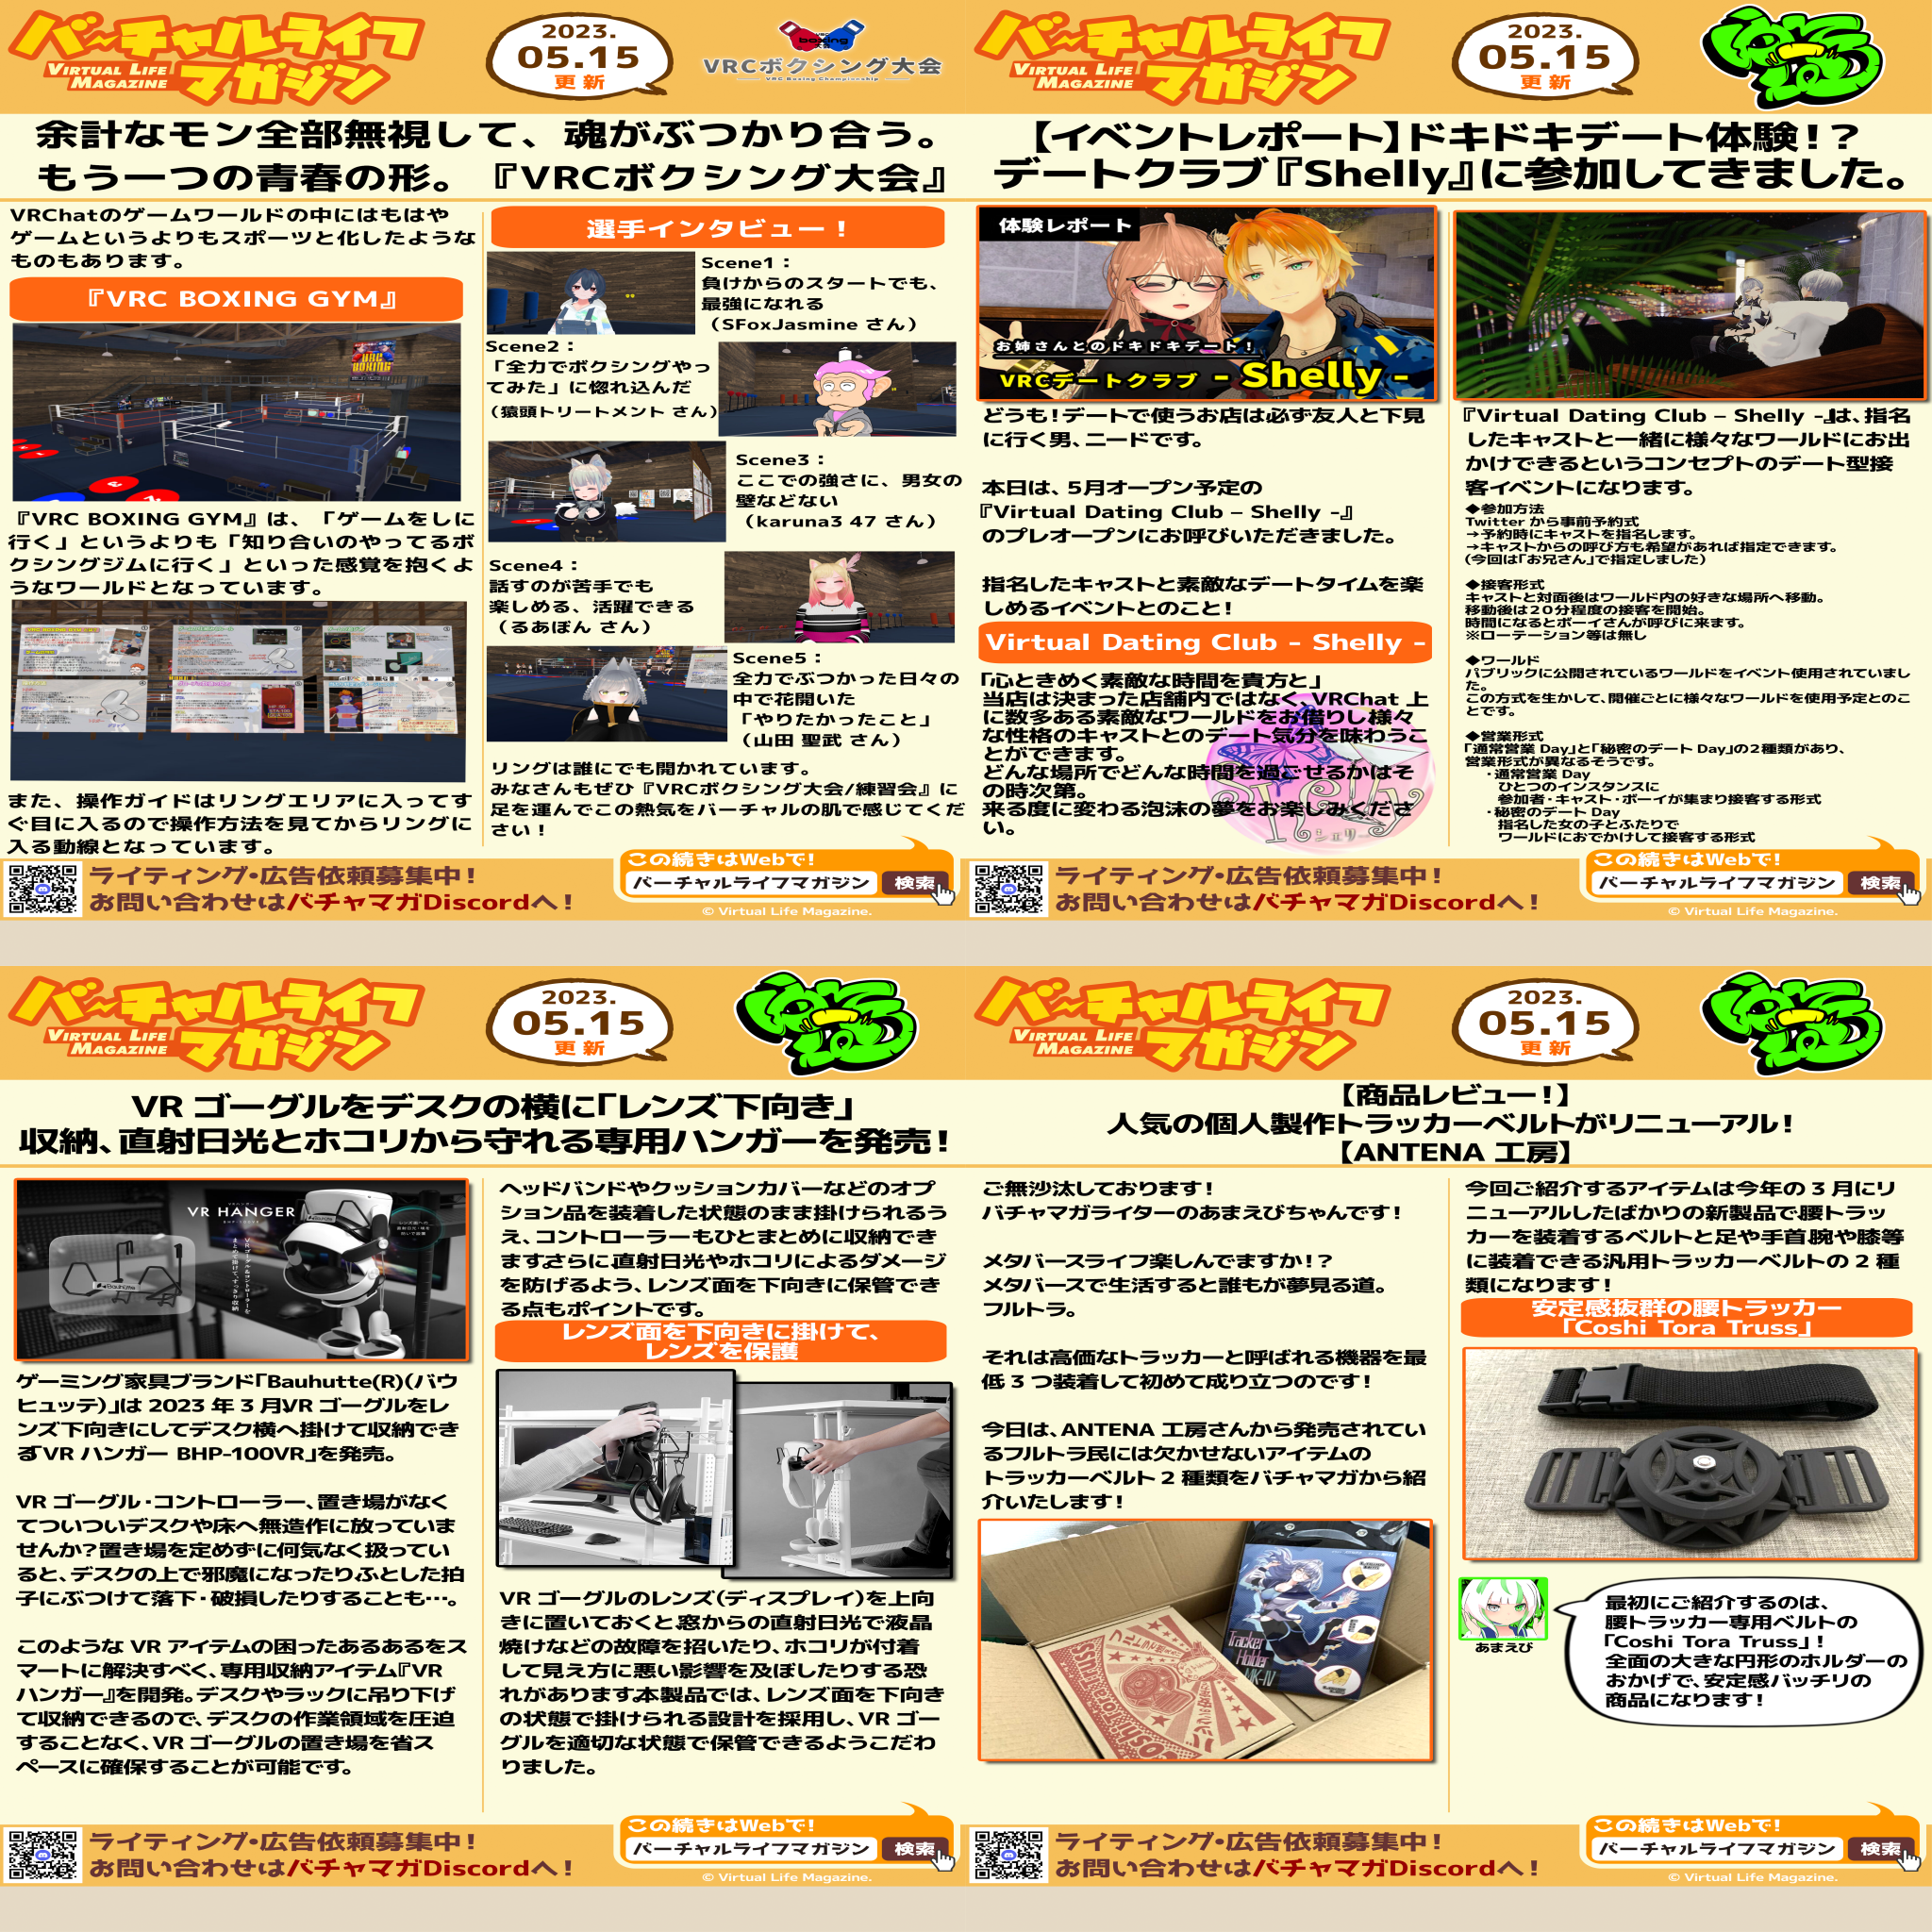 バーチャルライフ
マガジン
VIRTUAL LIFE
MAGAZINE
2023.
05.15
更新
VRC
boxing
大会
VRCボクシング大会
VRC Boxing Championship
余計なモン全部無視して、魂がぶつかり合う。
もう一つの青春の形。『VRCボクシング大会』
VRChatのゲームワールドの中にはもはや
ゲームというよりもスポーツと化したような
ものもあります。
『VRC BOXING GYM』
『VRC BOXING GYM』は、「ゲームをしに
行く」というよりも「知り合いのやってるボ
クシングジムに行く」といった感覚を抱くよ
うなワールドとなっています。
また、操作ガイドはリングエリアに入ってす
ぐ目に入るので操作方法を見てからリングに
入る動線となっています。
選手インタビュー！
Scene1：
負けからのスタートでも、
最強になれる
（SFoxJasmine さん）
Scene2：
「全力でボクシングやっ
てみた」に惚れ込んだ
（猿頭トリートメント さん）
Scene3：
ここでの強さに、男女の
壁などない
（karuna3 47 さん）
Scene4：
話すのが苦手でも
楽しめる、活躍できる
（るあぽん さん）
Scene5：
全力でぶつかった日々の
中で花開いた
「やりたかったこと」
（山田 聖武 さん）
リングは誰にでも開かれています。
みなさんもぜひ『VRCボクシング大会/練習会』に
足を運んでこの熱気をバーチャルの肌で感じてくだ
さい！
ライティング・広告依頼募集中！
お問い合わせはバチャマガDiscordへ！
この続きはWebで！
バーチャルライフマガジン
検索
© Virtual Life Magazine.
バーチャルライフ
マガジン
VIRTUAL LIFE
MAGAZINE
2023.
05.15
更新
【イベントレポート】ドキドキデート体験！？
デートクラブ『Shelly』に参加してきました。
体験レポート
お姉さんとのドキドキデート！
VRCデートクラブ - Shelly -
どうも！デートで使うお店は必ず友人と下見
に行く男、ニードです。
本日は、5月オープン予定の
『Virtual Dating Club – Shelly -』
のプレオープンにお呼びいただきました。
指名したキャストと素敵なデートタイムを楽
しめるイベントとのこと！
Virtual Dating Club - Shelly -
「心ときめく素敵な時間を貴方と」
当店は決まった店舗内ではなく、VRChat 上
に数多ある素敵なワールドをお借りし様々
な性格のキャストとのデート気分を味わうこ
とができます。
どんな場所でどんな時間を過ごせるかはそ
の時次第。
来る度に変わる泡沫の夢をお楽しみくださ
い。
Shelly
シェリー
『Virtual Dating Club – Shelly -』は、指名
したキャストと一緒に様々なワールドにお出
かけできるというコンセプトのデート型接
客イベントになります。
◆参加方法
Twitter から事前予約式
→予約時にキャストを指名します。
→キャストからの呼び方も希望があれば指定できます。
（今回は「お兄さん」で指定しました）
◆接客形式
キャストと対面後はワールド内の好きな場所へ移動。
移動後は20分程度の接客を開始。
時間になるとボーイさんが呼びに来ます。
※ローテーション等は無し
◆ワールド
パブリックに公開されているワールドをイベント使用されていまし
た。
この方式を生かして、開催ごとに様々なワールドを使用予定とのこ
とです。
◆営業形式
「通常営業 Day」と「秘密のデート Day」の2種類があり、
営業形式が異なるそうです。
・通常営業 Day
ひとつのインスタンスに
参加者・キャスト・ボーイが集まり接客する形式
・秘密のデート Day
指名した女の子とふたりで
ワールドにおでかけして接客する形式
ライティング・広告依頼募集中！
お問い合わせはバチャマガDiscordへ！
この続きはWebで！
バーチャルライフマガジン
検索
© Virtual Life Magazine.
バーチャルライフ
マガジン
VIRTUAL LIFE
MAGAZINE
2023.
05.15
更新
VR ゴーグルをデスクの横に「レンズ下向き」
収納、直射日光とホコリから守れる専用ハンガーを発売！
VR HANGER
BHP-100VR
Bauhutte
VRゴーグル&コントローラーを
まとめて掛けて、すっきり収納
ゲーミング家具ブランド「Bauhutte(R)（バウ
ヒュッテ）」は 2023 年 3 月VR ゴーグルをレ
ンズ下向きにしてデスク横へ掛けて収納でき
る「VR ハンガー BHP-100VR」を発売。
VR ゴーグル・コントローラー、置き場がなく
てついついデスクや床へ無造作に放っていま
せんか？置き場を定めずに何気なく扱ってい
ると、デスクの上で邪魔になったりふとした拍
子にぶつけて落下・破損したりすることも…。
このような VR アイテムの困ったあるあるをス
マートに解決すべく、専用収納アイテム『VR
ハンガー』を開発。デスクやラックに吊り下げ
て収納できるので、デスクの作業領域を圧迫
することなく、VR ゴーグルの置き場を省ス
ペースに確保することが可能です。
ヘッドバンドやクッションカバーなどのオプ
ション品を装着した状態のまま掛けられるう
え、コントローラーもひとまとめに収納でき
ます。さらに、直射日光やホコリによるダメージ
を防げるよう、レンズ面を下向きに保管でき
る点もポイントです。
レンズ面を下向きに掛けて、
レンズを保護
VR ゴーグルのレンズ（ディスプレイ）を上向
きに置いておくと、窓からの直射日光で液晶
焼けなどの故障を招いたり、ホコリが付着
して見え方に悪い影響を及ぼしたりする恐
れがあります。本製品では、レンズ面を下向き
の状態で掛けられる設計を採用し、VR ゴー
グルを適切な状態で保管できるようこだわ
りました。
ライティング・広告依頼募集中！
お問い合わせはバチャマガDiscordへ！
この続きはWebで！
バーチャルライフマガジン
検索
© Virtual Life Magazine.
バーチャルライフ
マガジン
VIRTUAL LIFE
MAGAZINE
2023.
05.15
更新
【商品レビュー！】
人気の個人製作トラッカーベルトがリニューアル！
【ANTENA 工房】
ご無沙汰しております！
バチャマガライターのあまえびちゃんです！
メタバースライフ楽しんでますか！？
メタバースで生活すると誰もが夢見る道。
フルトラ。
それは高価なトラッカーと呼ばれる機器を最
低 3 つ装着して初めて成り立つのです！
今日は、ANTENA 工房さんから発売されてい
るフルトラ民には欠かせないアイテムの
トラッカーベルト 2 種類をバチャマガから紹
介いたします！
Tracker
Holder
MK-IV
今回ご紹介するアイテムは今年の 3 月にリ
ニューアルしたばかりの新製品で、腰トラッ
カーを装着するベルトと足や手首、腕や膝等
に装着できる汎用トラッカーベルトの 2 種
類になります！
安定感抜群の腰トラッカー
「Coshi Tora Truss」
あまえび
最初にご紹介するのは、
腰トラッカー専用ベルトの
「Coshi Tora Truss」！
全面の大きな円形のホルダーの
おかげで、安定感バッチリの
商品になります！
ライティング・広告依頼募集中！
お問い合わせはバチャマガDiscordへ！
この続きはWebで！
バーチャルライフマガジン
検索
© Virtual Life Magazine.